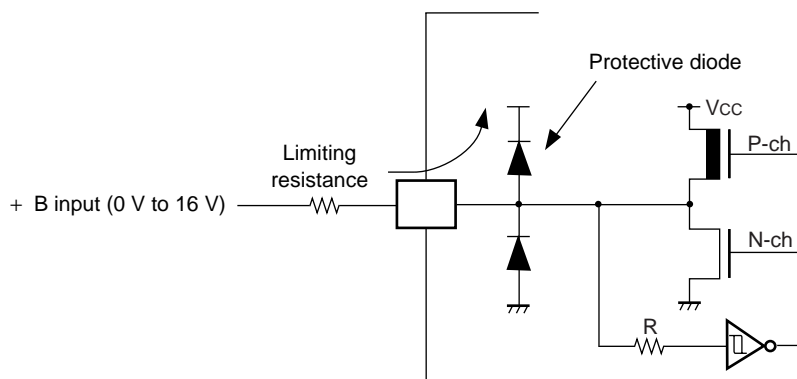 Protective diode
VCC
P-ch
Limiting
resistance
+ B input (0 V to 16 V)
N-ch
R